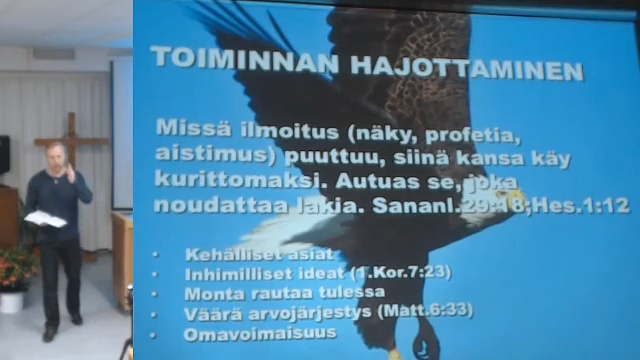 TOIMINNAN HAJOTTAMINEN
Missä ilmoitus (näky, profetia,
aistimus) puuttuu, siinä kansa käy
kurittomaksi. Autuas se, joka
noudattaa lakia. Sananl.29:18;Hes.1:12
• Kehälliset asiat
• Inhimilliset ideat (1.Kor.7:23)
• Monta rautaa tulessa
• Väärä arvojärjestys (Matt.6:33)
• Omavoimaisuus